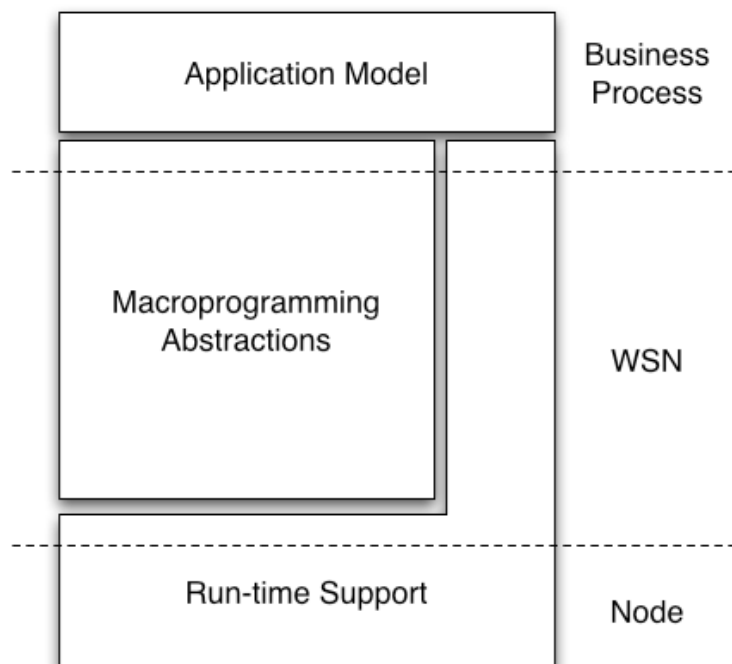 Application Model
Business
Process
Macroprogramming
Abstractions
WSN
Run-time Support
Node